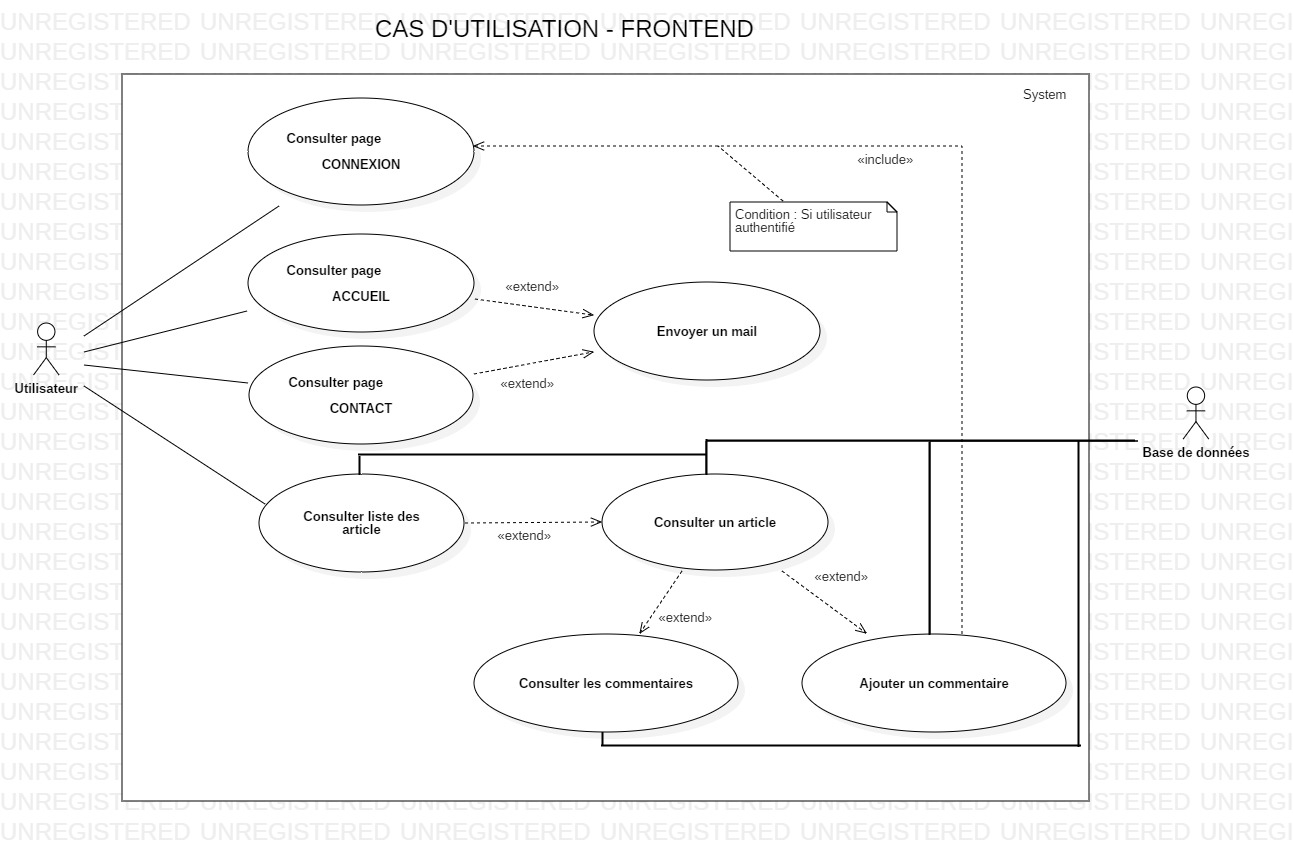 CAS D'UTILISATION - FRONTEND
System
Consulter page
CONNEXION
«include»
Condition : Si utilisateur
authentifié
Consulter page
ACCUEIL
«extend»
Envoyer un mail
Consulter page
CONTACT
«extend»
Utilisateur
Base de données
Consulter liste des
article
«extend»
Consulter un article
«extend»
«extend»
Consulter les commentaires
Ajouter un commentaire
UNREGISTERED UNREGISTERED UNREGISTERED UNREGISTERED UNREGISTERED UNREGISTERED UNREGI